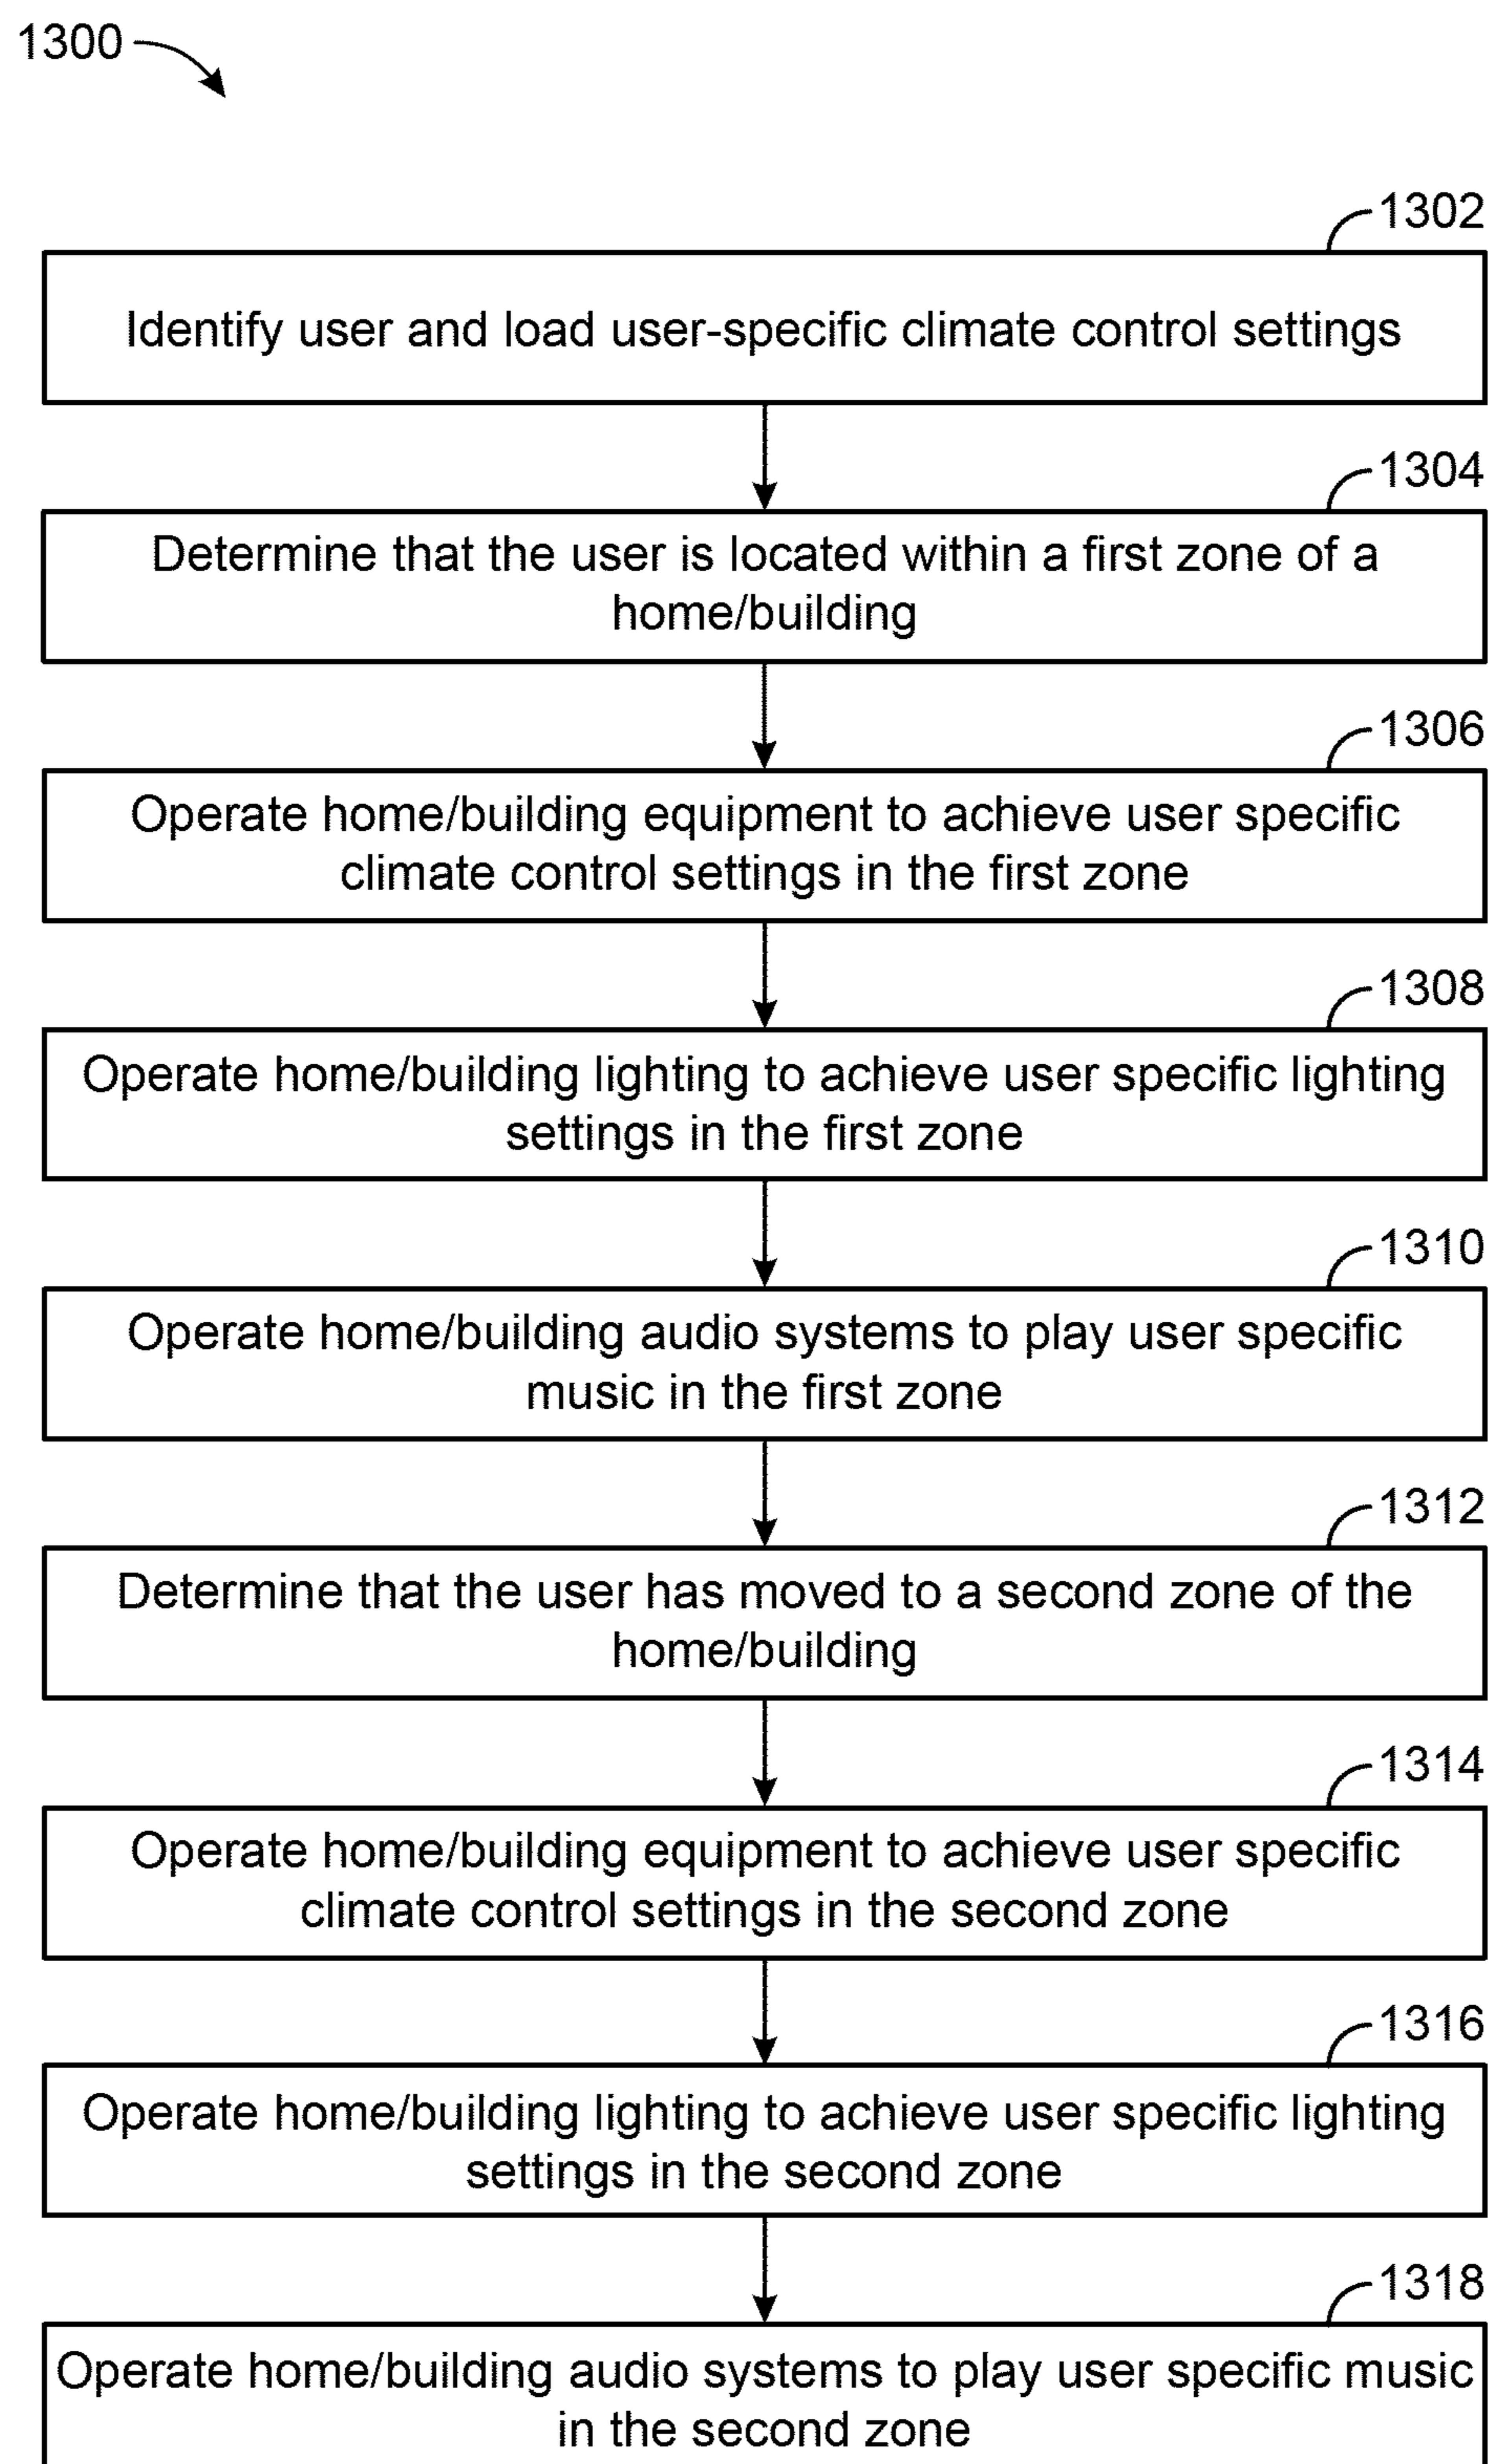 1300
1302
Identify user and load user-specific climate control settings
1304
Determine that the user is located within a first zone of a
home/building
1306
Operate home/building equipment to achieve user specific
climate control settings in the first zone
1308
Operate home/building lighting to achieve user specific lighting
settings in the first zone
1310
Operate home/building audio systems to play user specific
music in the first zone
1312
Determine that the user has moved to a second zone of the
home/building
1314
Operate home/building equipment to achieve user specific
climate control settings in the second zone
1316
Operate home/building lighting to achieve user specific lighting
settings in the second zone
1318
Operate home/building audio systems to play user specific music
in the second zone